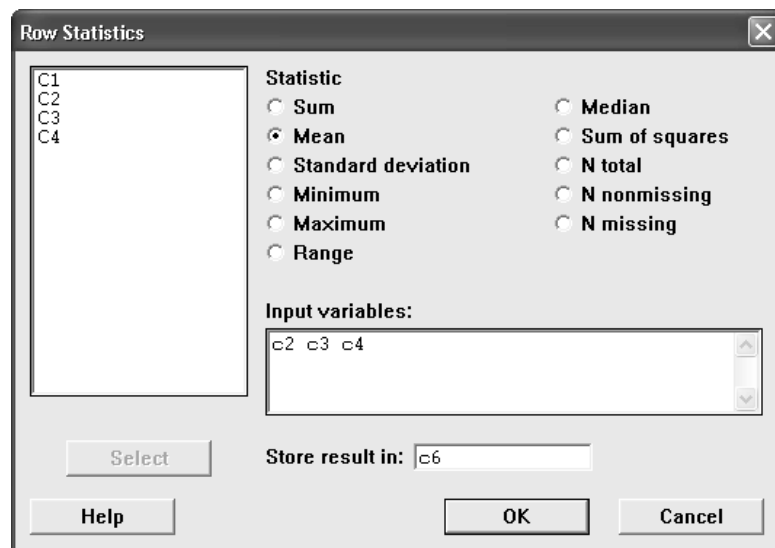 Row Statistics
C1
C2
C3
C4
Statistic
Sum
Mean
Standard deviation
Minimum
Maximum
Range
Median
Sum of squares
N total
N nonmissing
N missing
Input variables:
c2 c3 c4
Select
Store result in: c6
Help
OK
Cancel